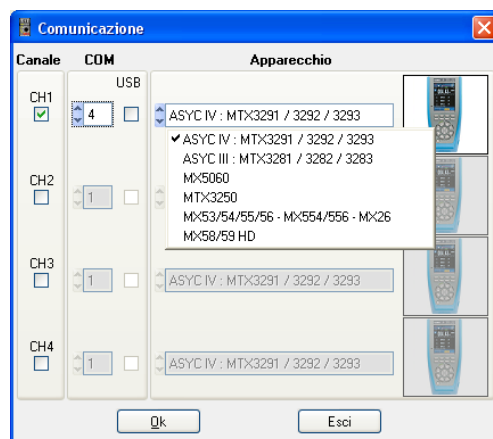 Comunicazione
Canale COM Apparecchio
USB
CH1
4 ASYC IV : MTX3291 / 3292 / 3293
ASYC IV : MTX3291 / 3292 / 3293
ASYC III : MTX3281 / 3282 / 3283
MX5060
MTX3250
MX53/54/55/56 - MX554/556 - MX26
MX58/59 HD
CH2
1
CH3
1 ASYC IV : MTX3291 / 3292 / 3293
CH4
1 ASYC IV : MTX3291 / 3292 / 3293
Ok Esci